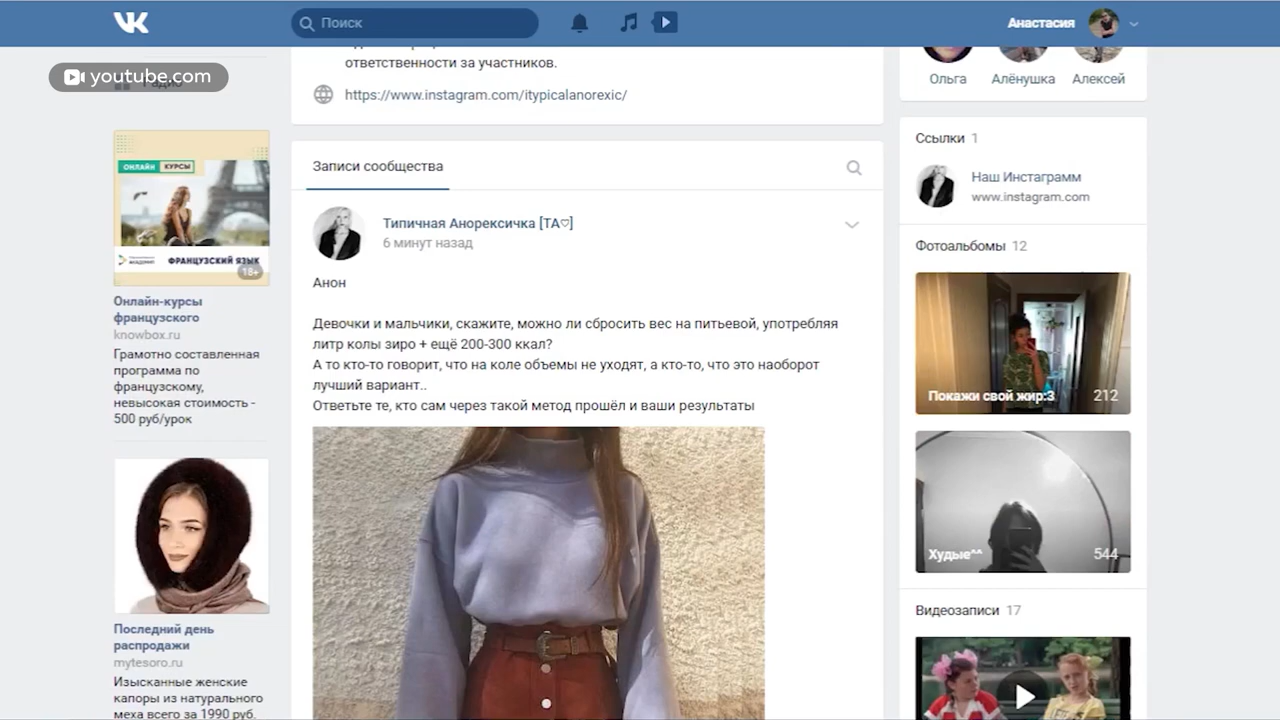 Поиск
Анастасия
youtube.com
Радио
ответственности за участников.
https://www.instagram.com/itypicalanorexic/
Ольга
Алёнушка
Алексей
Записи сообщества
Типичная Анорексичка [ТА♡]
6 минут назад
Анон
Девочки и мальчики, скажите, можно ли сбросить вес на питьевой, употребляя
литр колы зиро + ещё 200-300 ккал?
А то кто-то говорит, что на коле объемы не уходят, а кто-то, что это наоборот
лучший вариант..
Ответьте те, кто сам через такой метод прошёл и ваши результаты
ОНЛАЙН КУРСЫ
АКАДЕМИЯ
ФРАНЦУЗСКИЙ ЯЗЫК
18+
Онлайн-курсы
французского
knowbox.ru
Грамотно составленная
программа по
французскому,
невысокая стоимость -
500 руб/урок
Последний день
распродажи
mytesoro.ru
Изысканные женские
капоры из натурального
меха всего за 1990 руб.
Ссылки 1
Наш Инстаграмм
www.instagram.com
Фотоальбомы 12
Покажи свой жир:3 212
Худые^^ 544
Видеозаписи 17